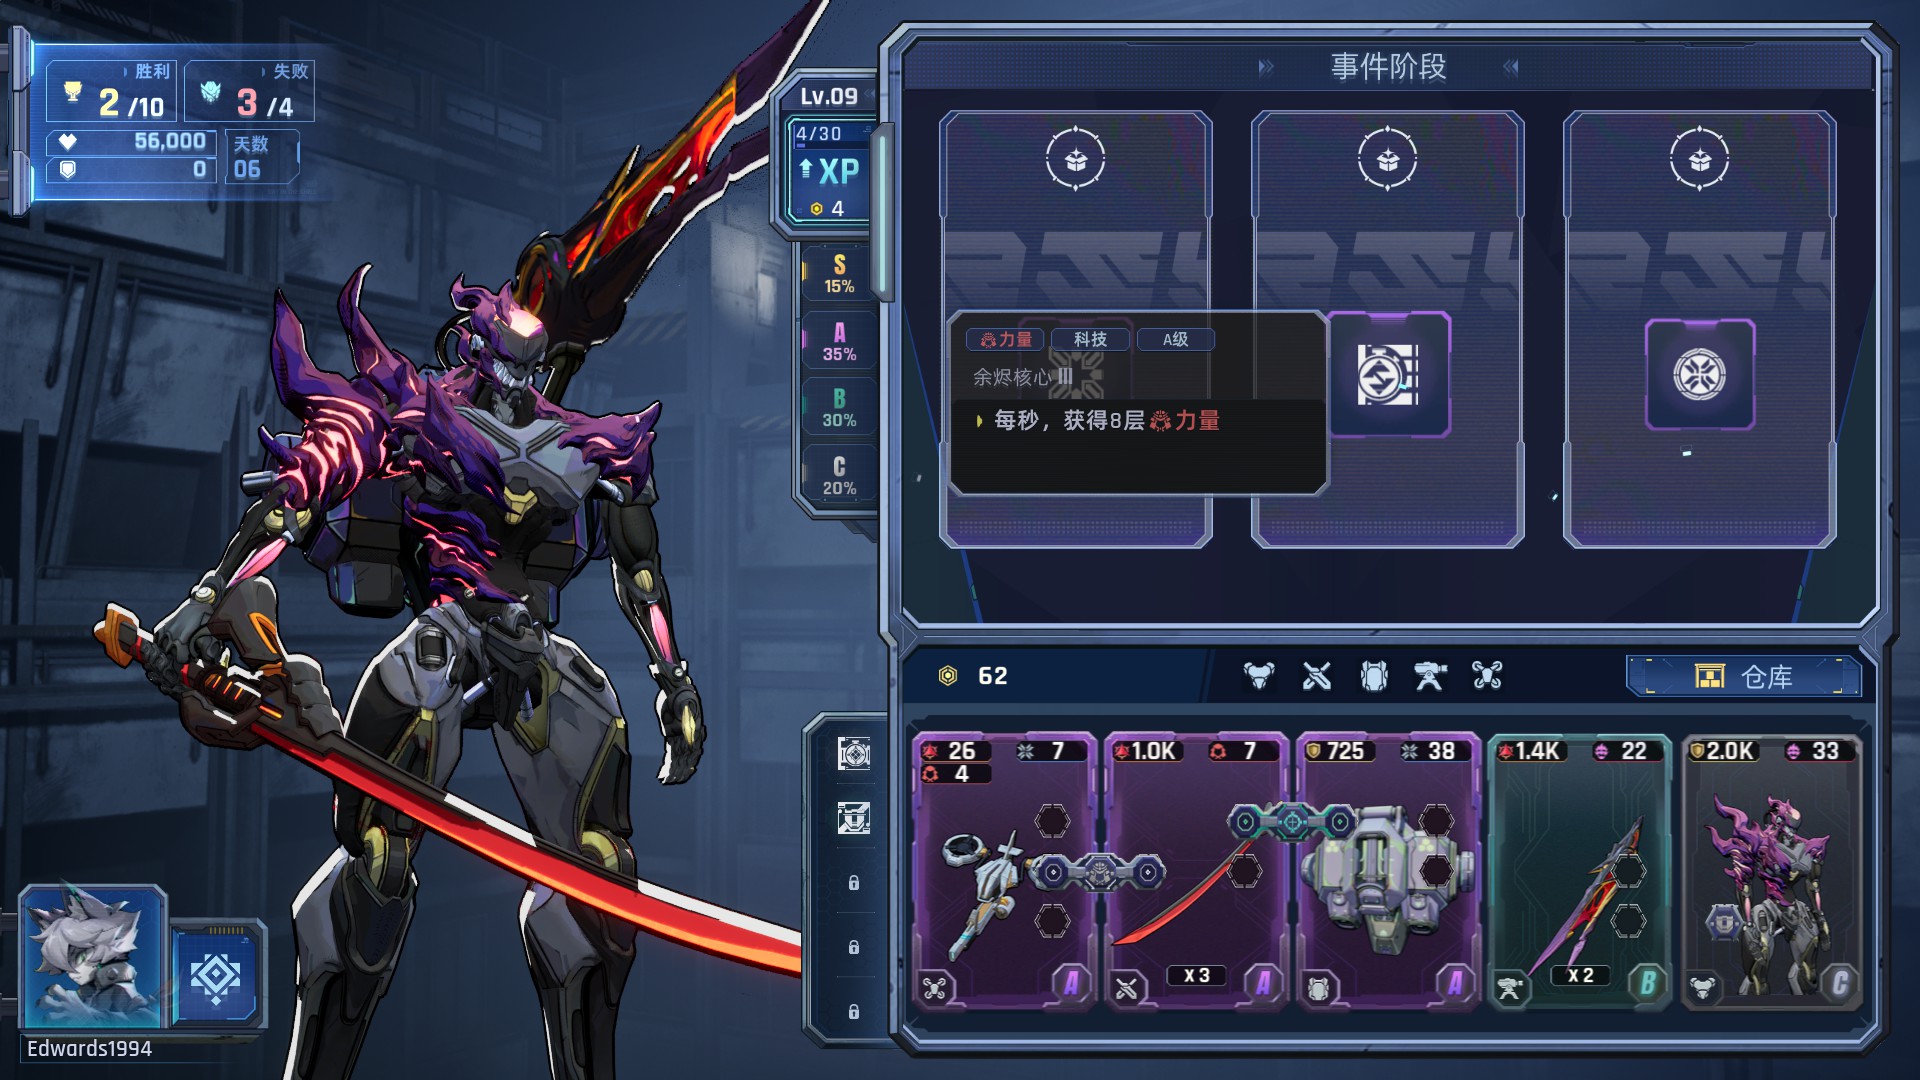 胜利
2/10
失败
3/4
56,000
0
天数
06
Lv.09
4/30
XP
4
S
15%
A
35%
B
30%
C
20%
事件阶段
力量
科技
A级
余烬核心III
每秒，获得8层力量
62
仓库
26
7
4
A
1.0K
7
x3
A
725
38
A
1.4K
22
x2
B
2.0K
33
C
Edwards1994